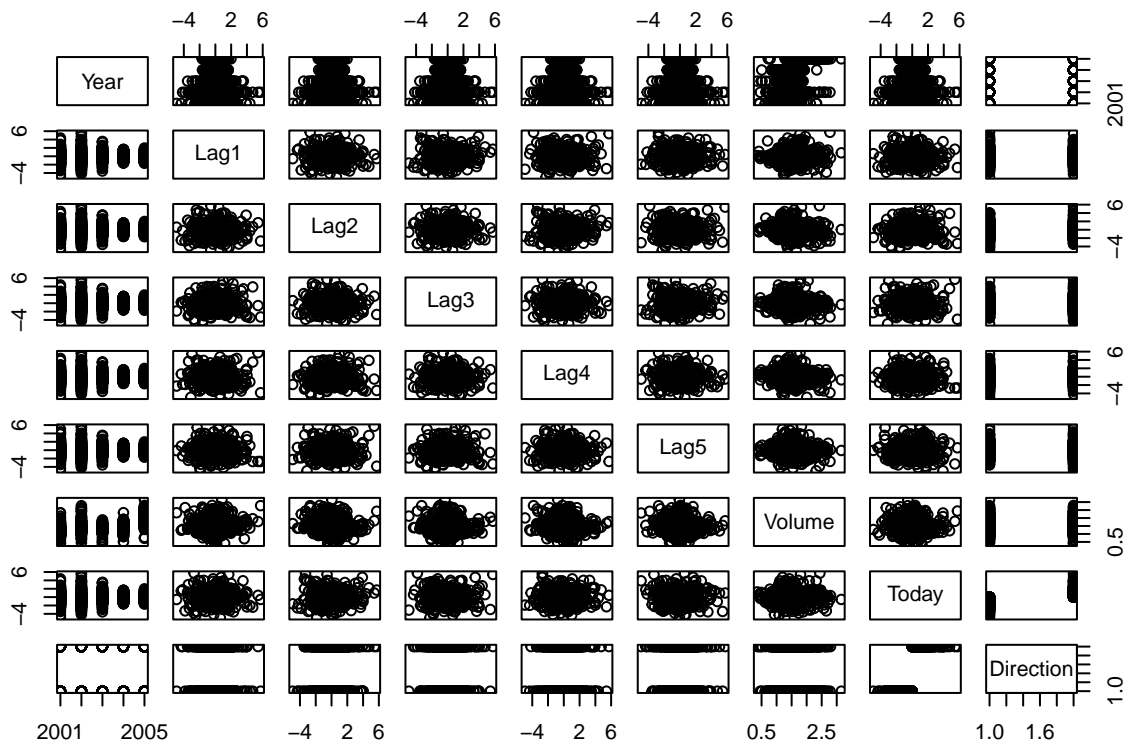 −4 2 6 −4 2 6 −4 2 6 −4 2 6
Year 2001
6 −4 Lag1
Lag2 6 −4
6 −4 Lag3
Lag4 6 −4
6 −4 Lag5
Volume 0.5
6 −4 Today
Direction 1.0
2001 2005 −4 2 6 −4 2 6 0.5 2.5 1.0 1.6